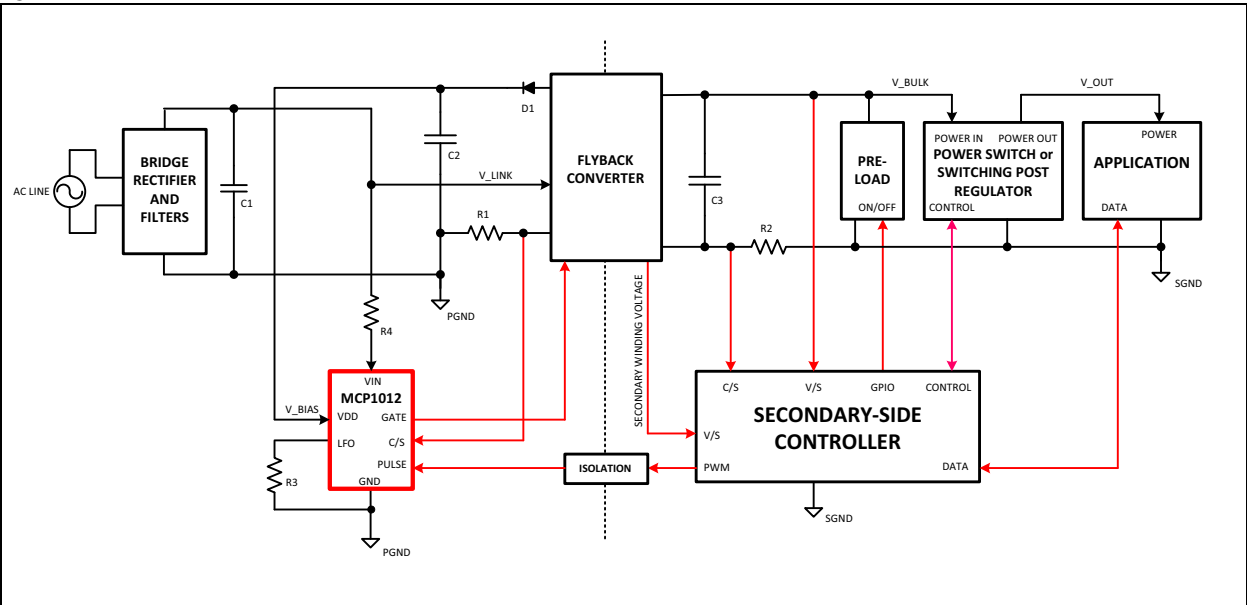 V_BULK
V_OUT
D1
POWER IN
POWER OUT
POWER
BRIDGE
RECTIFIER
AND
FILTERS
C2
FLYBACK
CONVERTER
PRE-
LOAD
POWER SWITCH or
SWITCHING POST
REGULATOR
APPLICATION
AC LINE
C1
V_LINK
C3
ON/OFF
CONTROL
DATA
R1
R2
PGND
SGND
R4
SECONDARY WINDING VOLTAGE
VIN
MCP1012
V_BIAS
VDD
GATE
LFO
C/S
PULSE
GND
R3
PGND
ISOLATION
C/S
V/S
GPIO
CONTROL
SECONDARY-SIDE
CONTROLLER
V/S
PWM
DATA
SGND